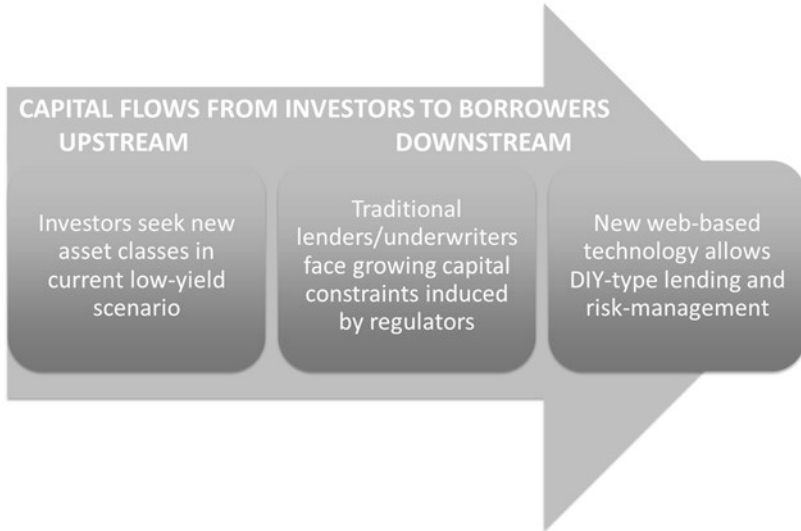 CAPITAL FLOWS FROM INVESTORS TO BORROWERS
UPSTREAM
DOWNSTREAM
Investors seek new
asset classes in
current low-yield
scenario
Traditional
lenders/underwriters
face growing capital
constraints induced
by regulators
New web-based
technology allows
DIY-type lending and
risk-management